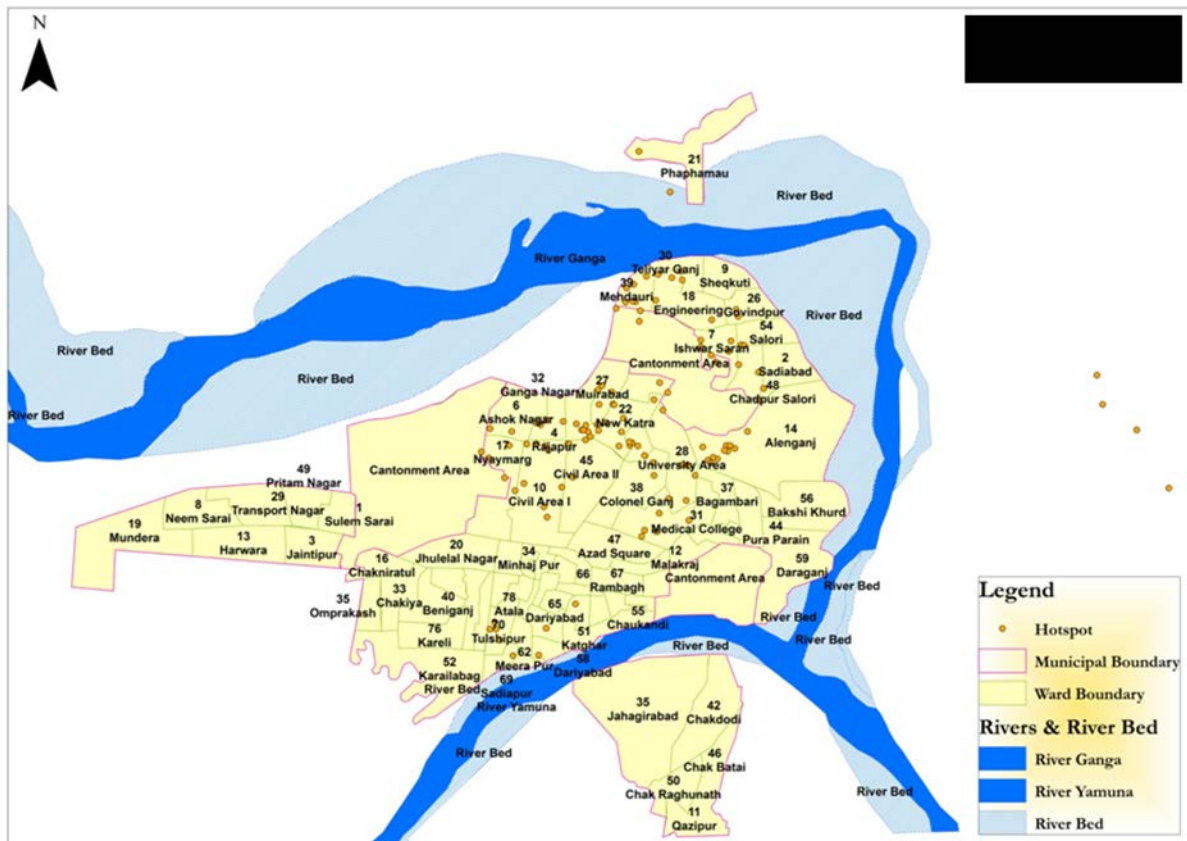 N
21
Phaphamau
River Bed
River Bed
River Ganga
30
Teliyar Ganj
9
Sheqkuti
39
Mehdauri
18
Engineering
26
Govindpur
River Bed
54
Salori
7
Ishwar Saran
River Bed
Cantonment Area
2
Sadiabad
River Bed
32
Ganga Nagar
27
Muirabad
48
Chadpur Salori
River Bed
6
Ashok Nagar
22
New Katra
4
Rajapur
14
Alenganj
17
Nyaymarg
45
Civil Area II
28
University Area
Cantonment Area
49
Pritam Nagar
10
Civil Area I
38
Colonel Ganj
37
Bagambari
29
Transport Nagar
8
Neem Sarai
1
Sulem Sarai
56
Bakshi Khurd
31
Medical College
19
Mundera
13
Harwara
3
Jaintipur
44
Pura Parain
47
Azad Square
20
Jhulelal Nagar
34
Minhaj Pur
12
Malakraj
16
Chakniratul
59
Daraganj
66
67
Rambagh
Cantonment Area
River Bed
35
Omprakash
33
Chakiya
40
Beniganj
78
Atala
65
Dariyabad
55
Chaukandi
River Bed
70
Tulshipur
76
Kareli
51
Katghar
River Bed
River Bed
62
Meera Pur
58
Dariyabad
52
Karailabag
River Bed
69
Sadiapur
River Yamuna
35
Jahagirabad
42
Chakdodi
River Bed
46
Chak Batai
50
Chak Raghunath
11
Qazipur
River Bed
Legend
Hotspot
Municipal Boundary
Ward Boundary
Rivers & River Bed
River Ganga
River Yamuna
River Bed